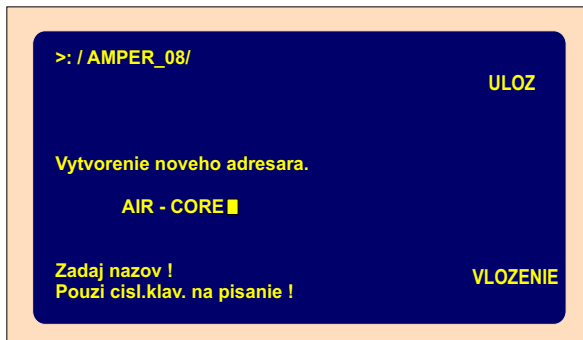 >: / AMPER_08/
ULOZ
Vytvorenie noveho adresara.
AIR - CORE
Zadaj nazov !
Pouzi cisl.klav. na pisanie !
VLOZENIE